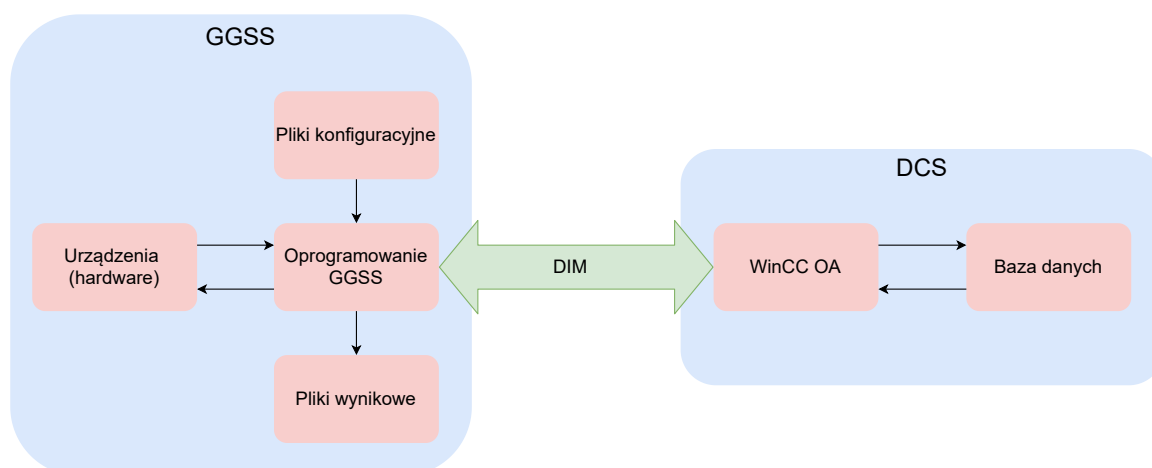 GGSS
Pliki konfiguracyjne
Urządzenia
(hardware)
Oprogramowanie
GGSS
Pliki wynikowe
DIM
DCS
WinCC OA
Baza danych